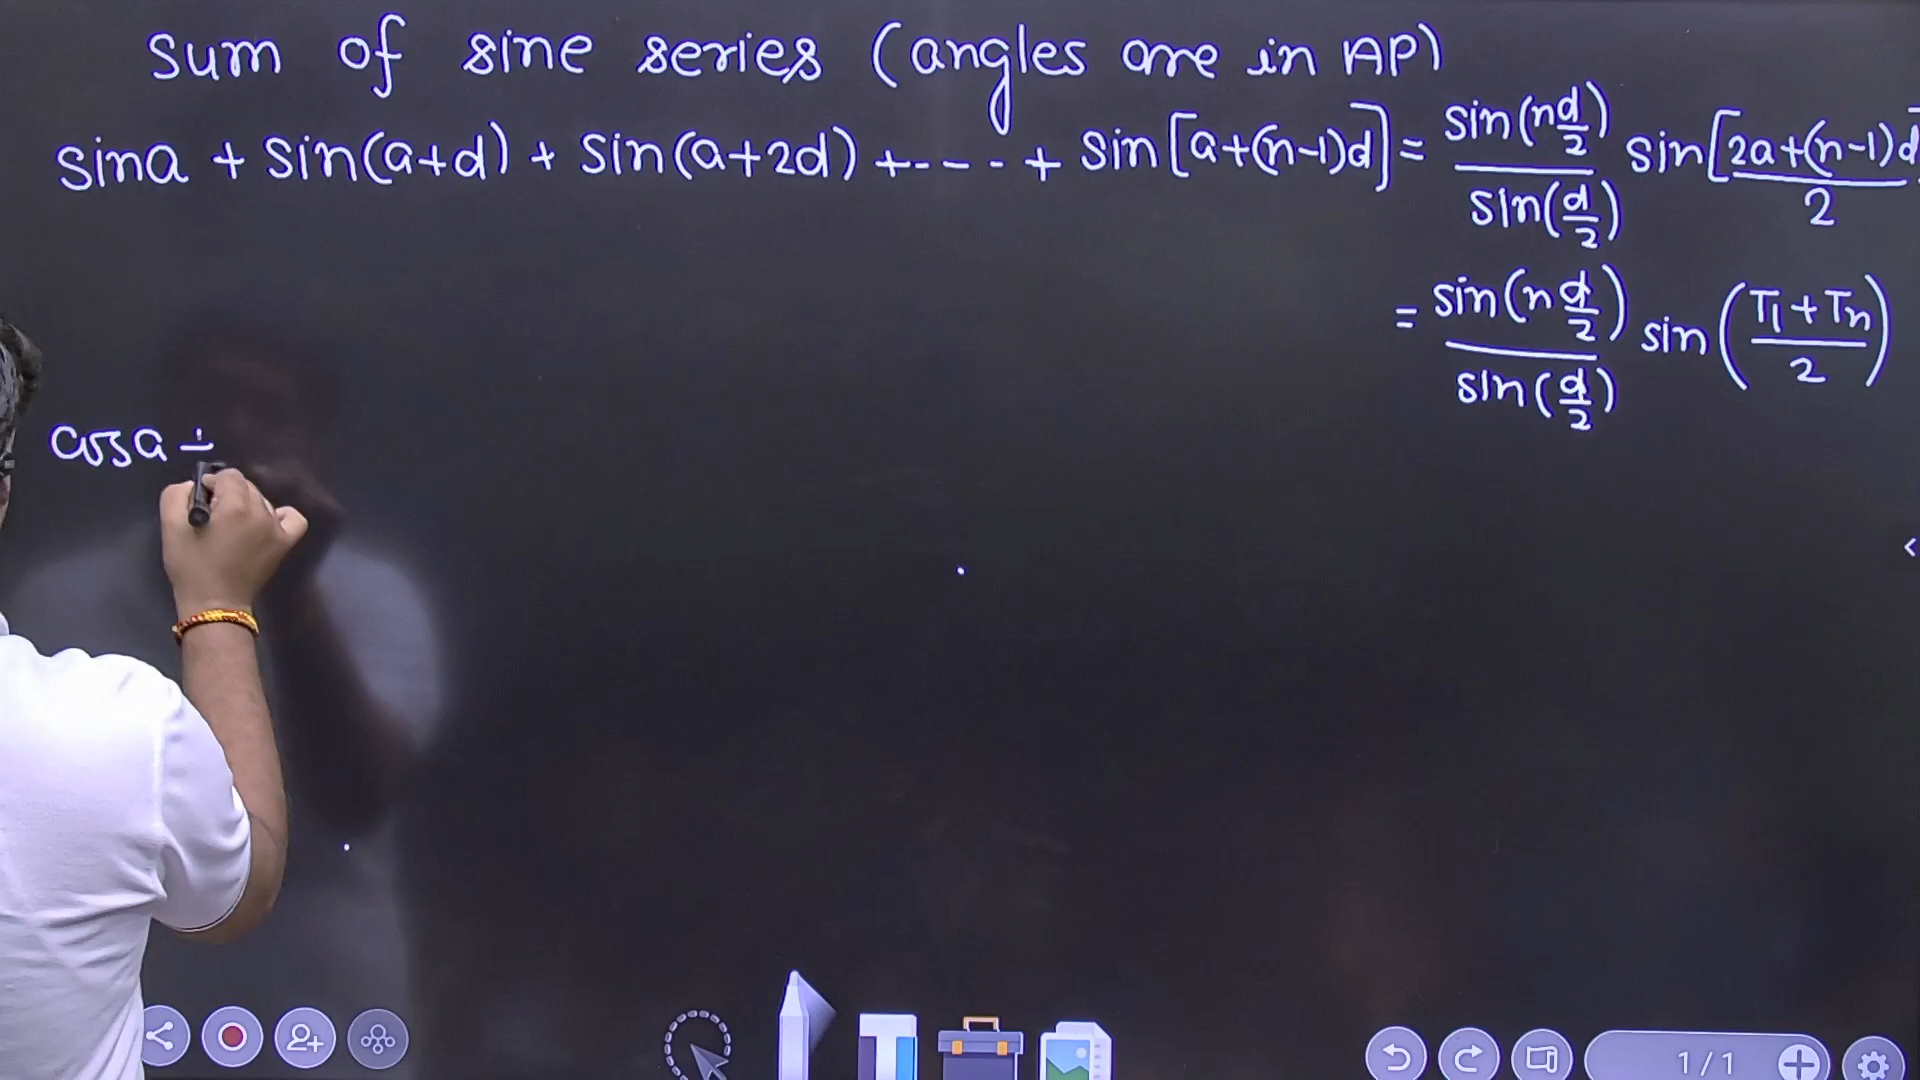 Sum of sine series (angles are in AP)
sina + sin(a+d) + sin(a+2d) +---- + sin[a+(n-1)d] = sin(nd/2)/sin(d/2) sin[2a+(n-1)d/2
= sin(nd/2)/sin(d/2) sin(T1+Tn/2)
cosa +
<
1/1